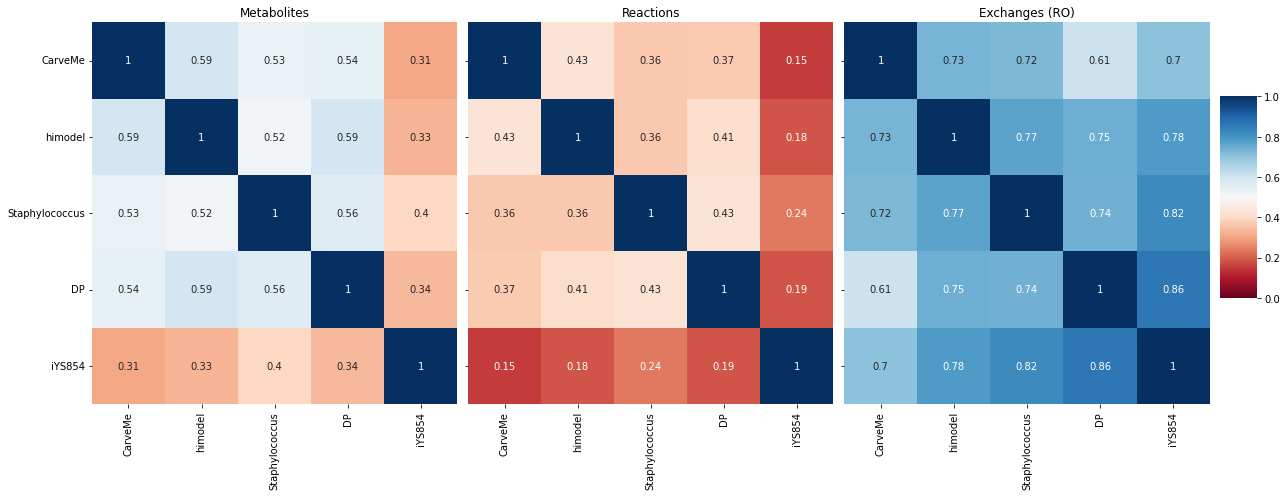 Metabolites Reactions Exchanges (RO)
CarveMe 1 0.59 0.53 0.54 0.31 1 0.43 0.36 0.37 0.15 1 0.73 0.72 0.61 0.7
1.0
himodel 0.59 1 0.52 0.59 0.33 0.43 1 0.36 0.41 0.18 0.73 1 0.77 0.75 0.78
0.8
0.6
Staphylococcus 0.53 0.52 1 0.56 0.4 0.36 0.36 1 0.43 0.24 0.72 0.77 1 0.74 0.82
0.4
0.2
DP 0.54 0.59 0.56 1 0.34 0.37 0.41 0.43 1 0.19 0.61 0.75 0.74 1 0.86
0.0
iYS854 0.31 0.33 0.4 0.34 1 0.15 0.18 0.24 0.19 1 0.7 0.78 0.82 0.86 1
CarveMe himodel Staphylococcus DP iYS854 CarveMe himodel Staphylococcus DP iYS854 CarveMe himodel Staphylococcus DP iYS854